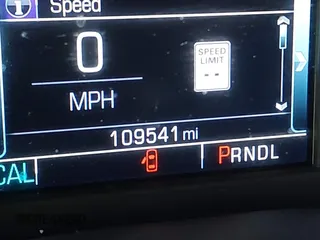 Speed
0
SPEED
LIMIT
--
MPH
109541 mi
CAL
PRNDL